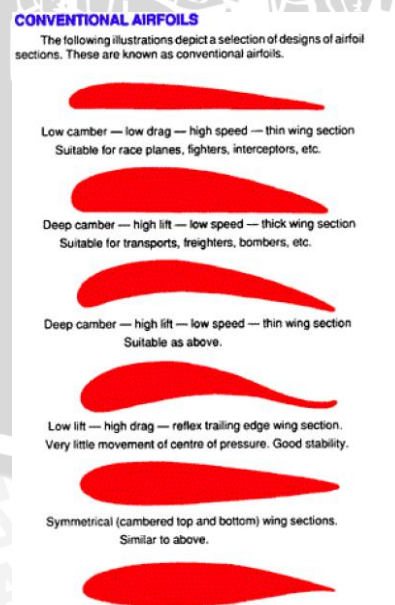 CONVENTIONAL AIRFOILS
The following illustrations depict a selection of designs of airfoil
sections. These are known as conventional airfoils.
Low camber — low drag — high speed — thin wing section
Suitable for race planes, fighters, interceptors, etc.
Deep camber — high lift — low speed — thick wing section
Suitable for transports, freighters, bombers, etc.
Deep camber — high lift — low speed — thin wing section
Suitable as above.
Low lift — high drag — reflex trailing edge wing section.
Very little movement of centre of pressure. Good stability.
Symmetrical (cambered top and bottom) wing sections.
Similar to above.